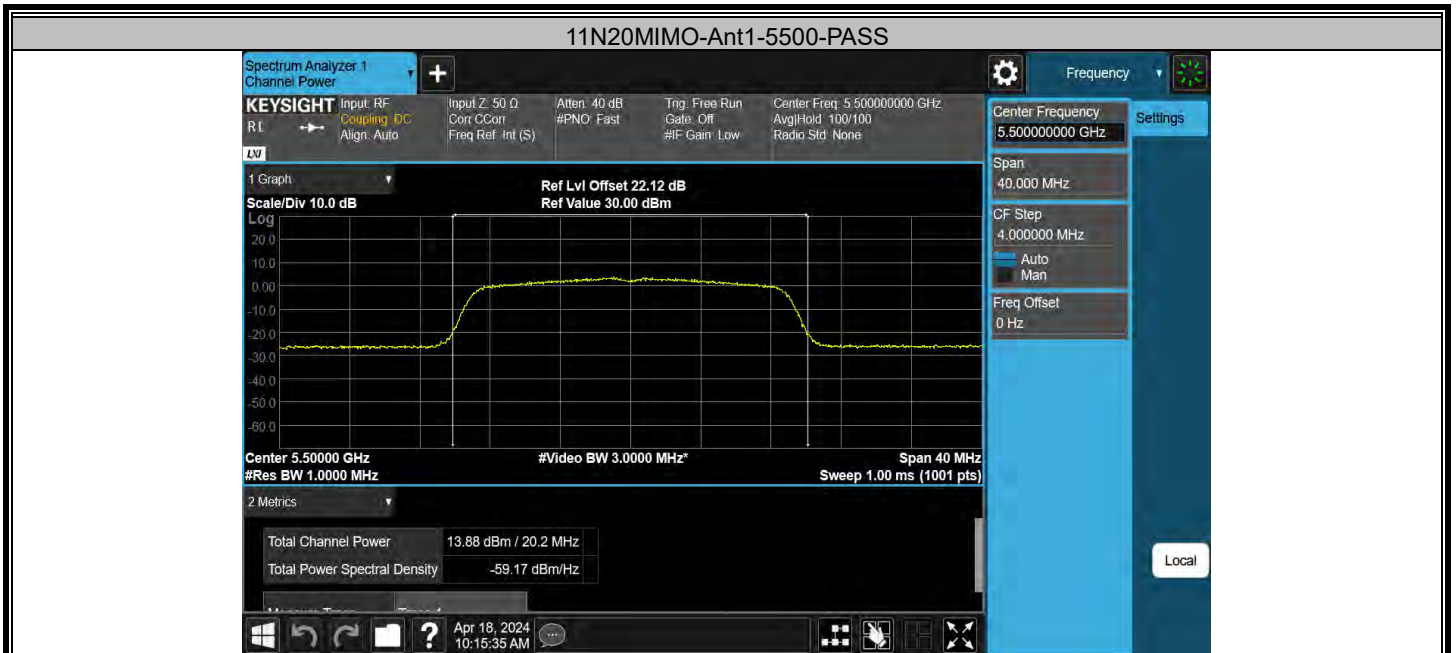 11N20MIMO-Ant1-5500-PASS
Spectrum Analyzer 1
Channel Power
Frequency
KEYSIGHT
RL
LXI
Input: RF
Coupling: DC
Align: Auto
Input Z: 50 Ω
Corr CCorr
Freq Ref: Int (S)
Atten: 40 dB
#PNO: Fast
Trig: Free Run
Gate: Off
#IF Gain: Low
Center Freq: 5.500000000 GHz
Avg|Hold: 100/100
Radio Std: None
Center Frequency
5.500000000 GHz
Settings
Span
40.000 MHz
CF Step
4.000000 MHz
Auto
Man
Freq Offset
0 Hz
1 Graph
Scale/Div 10.0 dB
Ref Lvl Offset 22.12 dB
Ref Value 30.00 dBm
Log
20.0
10.0
0.00
-10.0
-20.0
-30.0
-40.0
-50.0
-60.0
Center 5.50000 GHz
#Video BW 3.0000 MHz*
Span 40 MHz
#Res BW 1.0000 MHz
Sweep 1.00 ms (1001 pts)
2 Metrics
Total Channel Power
13.88 dBm / 20.2 MHz
Total Power Spectral Density
-59.17 dBm/Hz
Local
?
Apr 18, 2024
10:15:35 AM